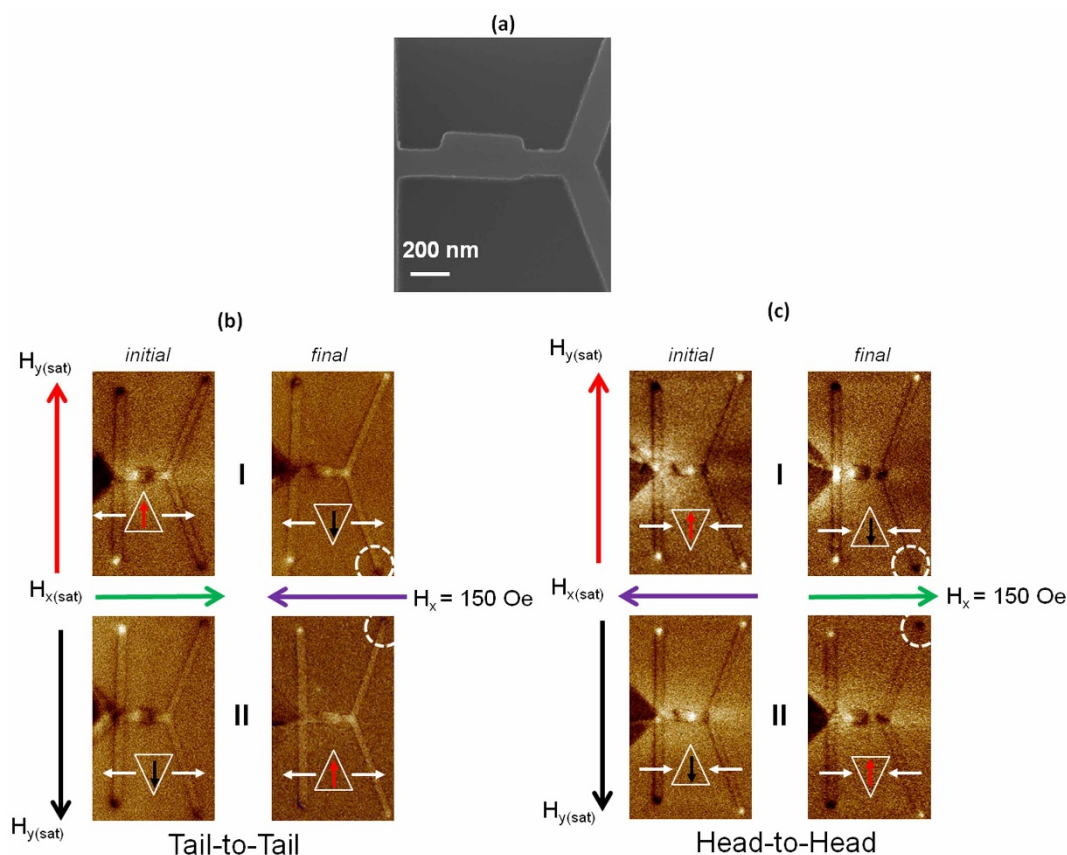 (a)
200 nm
(b)
(c)
initial
final
initial
final
Hy(sat)
Hy(sat)
I
I
Hx(sat)
Hx = 150 Oe
Hx(sat)
Hx = 150 Oe
II
II
Hy(sat)
Hy(sat)
Tail-to-Tail
Head-to-Head